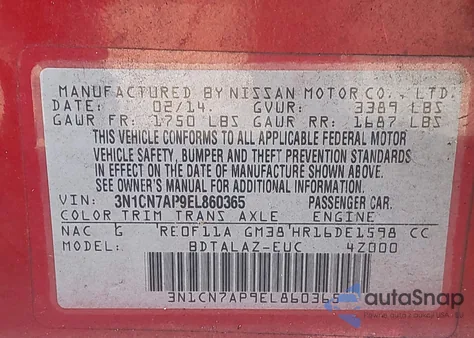 MANUFACTURED BY NISSAN MOTOR CO., LTD.
DATE: 02/14. GVUR: 3389 LBS
GAWR FR: 1750 LBS GAWR RR: 1687 LBS
THIS VEHICLE CONFORMS TO ALL APPLICABLE FEDERAL MOTOR
VEHICLE SAFETY, BUMPER AND THEFT PREVENTION STANDARDS
IN EFFECT ON THE DATE OF MANUFACTURE SHOWN ABOVE.
SEE OWNER'S MANUAL FOR ADDITIONAL INFORMATION.
VIN: 3N1CN7AP9EL860365 PASSENGER CAR.
COLOR TRIM TRANS AXLE ENGINE
NAC G RE0F11A GM38 HR16DE1598 CC
MODEL: BDTALAZ-EUC 4Z000
3N1CN7AP9EL860365
autoSnap